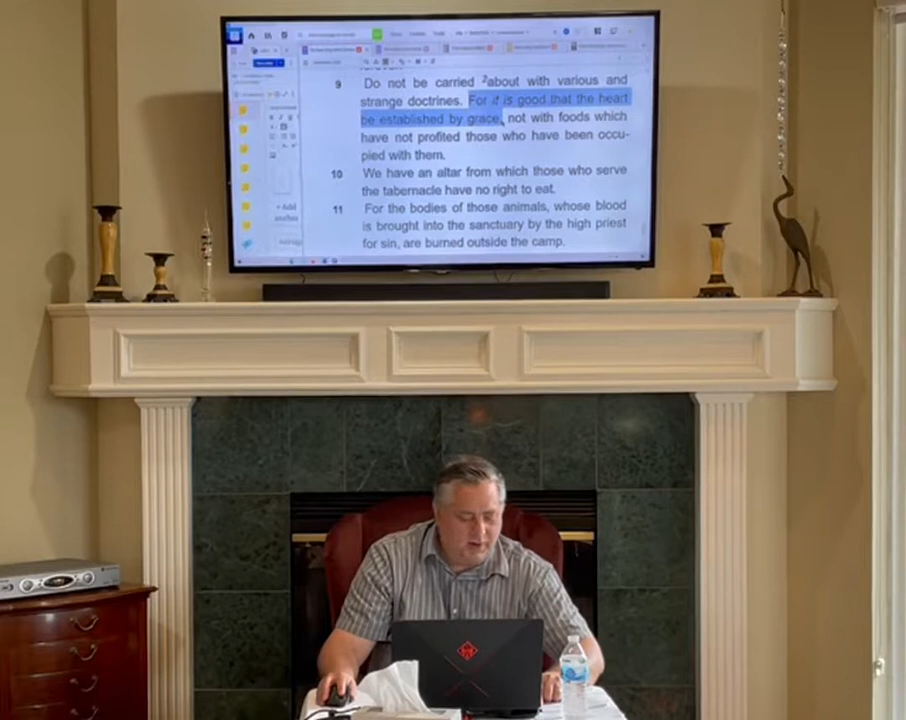 9 Do not be carried ²about with various and
strange doctrines. For it is good that the heart
be established by grace, not with foods which
have not profited those who have been occu-
pied with them.
10 We have an altar from which those who serve
the tabernacle have no right to eat.
11 For the bodies of those animals, whose blood
is brought into the sanctuary by the high priest
for sin, are burned outside the camp.
+ Add